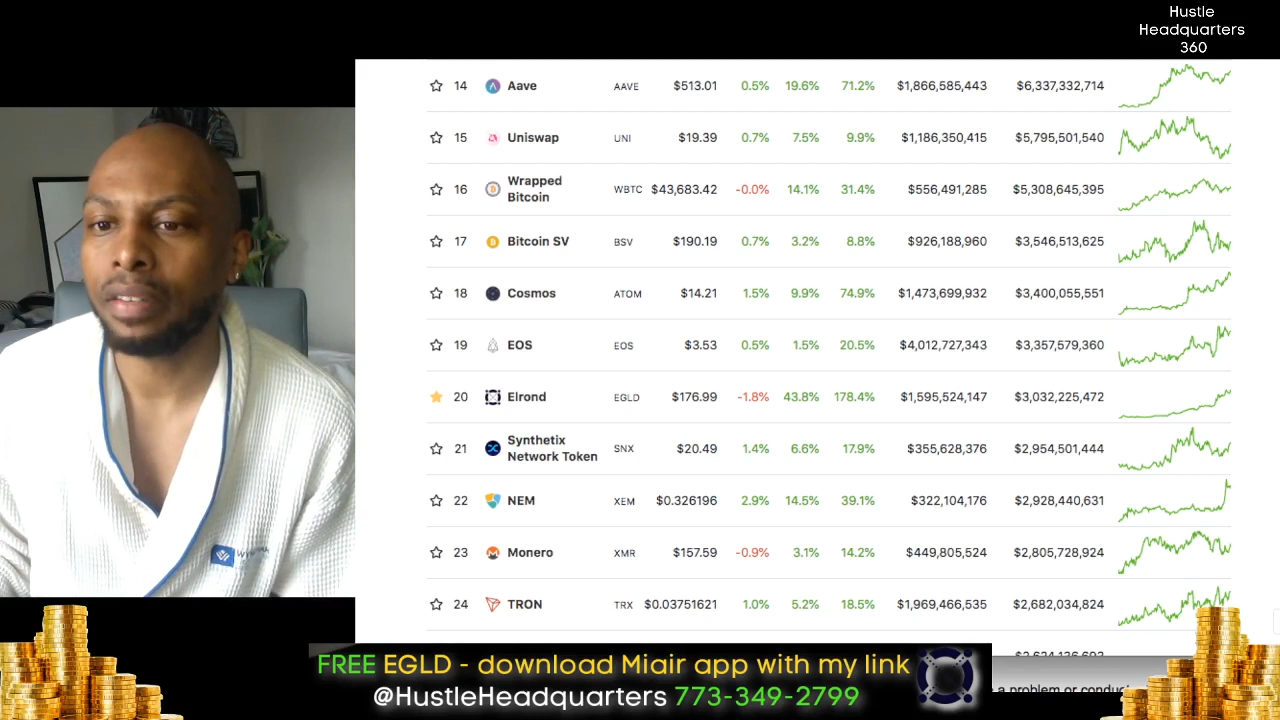 Hustle
Headquarters
360
14 Aave AAVE $513.01 0.5% 19.6% 71.2% $1,866,585,443 $6,337,332,714
15 Uniswap UNI $19.39 0.7% 7.5% 9.9% $1,186,350,415 $5,795,501,540
16 Wrapped Bitcoin WBTC $43,683.42 -0.0% 14.1% 31.4% $556,491,285 $5,308,645,395
17 Bitcoin SV BSV $190.19 0.7% 3.2% 8.8% $926,188,960 $3,546,513,625
18 Cosmos ATOM $14.21 1.5% 9.9% 74.9% $1,473,699,932 $3,400,055,551
19 EOS EOS $3.53 0.5% 1.5% 20.5% $4,012,727,343 $3,357,579,360
20 Elrond EGLD $176.99 -1.8% 43.8% 178.4% $1,595,524,147 $3,032,225,472
21 Synthetix Network Token SNX $20.49 1.4% 6.6% 17.9% $355,628,376 $2,954,501,444
22 NEM XEM $0.326196 2.9% 14.5% 39.1% $322,104,176 $2,928,440,631
23 Monero XMR $157.59 -0.9% 3.1% 14.2% $449,805,524 $2,805,728,924
24 TRON TRX $0.03751621 1.0% 5.2% 18.5% $1,969,466,535 $2,682,034,824
FREE EGLD - download Miair app with my link
@HustleHeadquarters 773-349-2799
a problem or